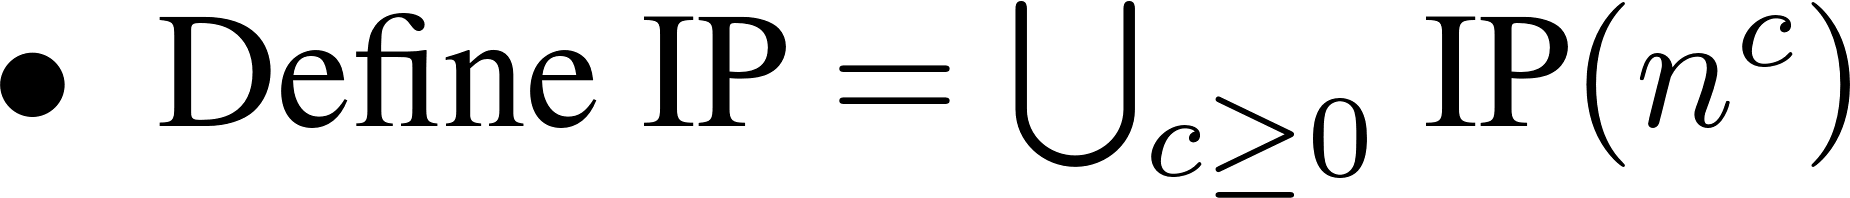 • Define IP = ⋃_{c≥0} IP(n^c)